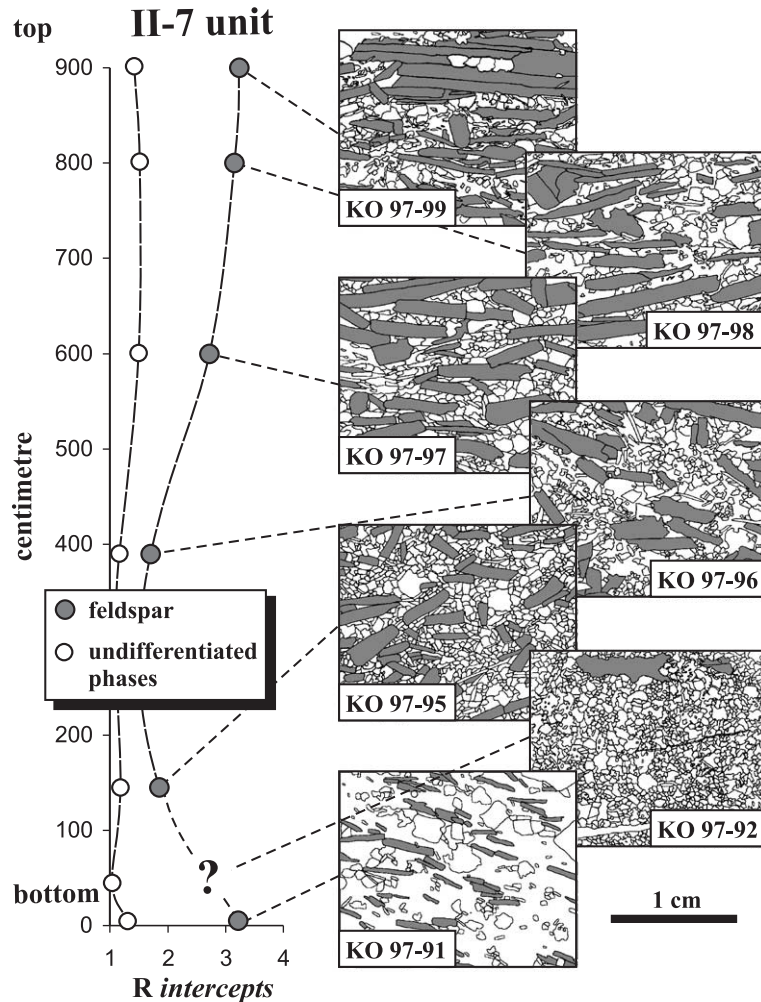 top
II-7 unit
900
800
700
600
500
400
200
100
0
centimetre
bottom
feldspar
undifferentiated
phases
?
1 2 3 4
R intercepts
KO 97-99
KO 97-98
KO 97-97
KO 97-96
KO 97-95
KO 97-92
KO 97-91
1 cm